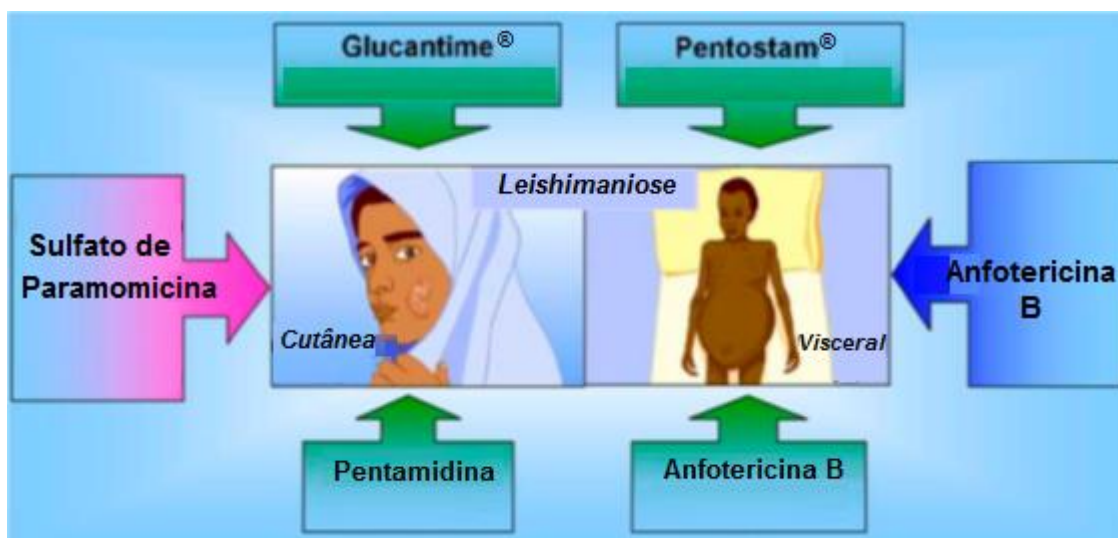 Glucantime®
Pentostam®
Leishimaniose
Sulfato de
Paramomicina
Cutânea
Visceral
Anfotericina
B
Pentamidina
Anfotericina B